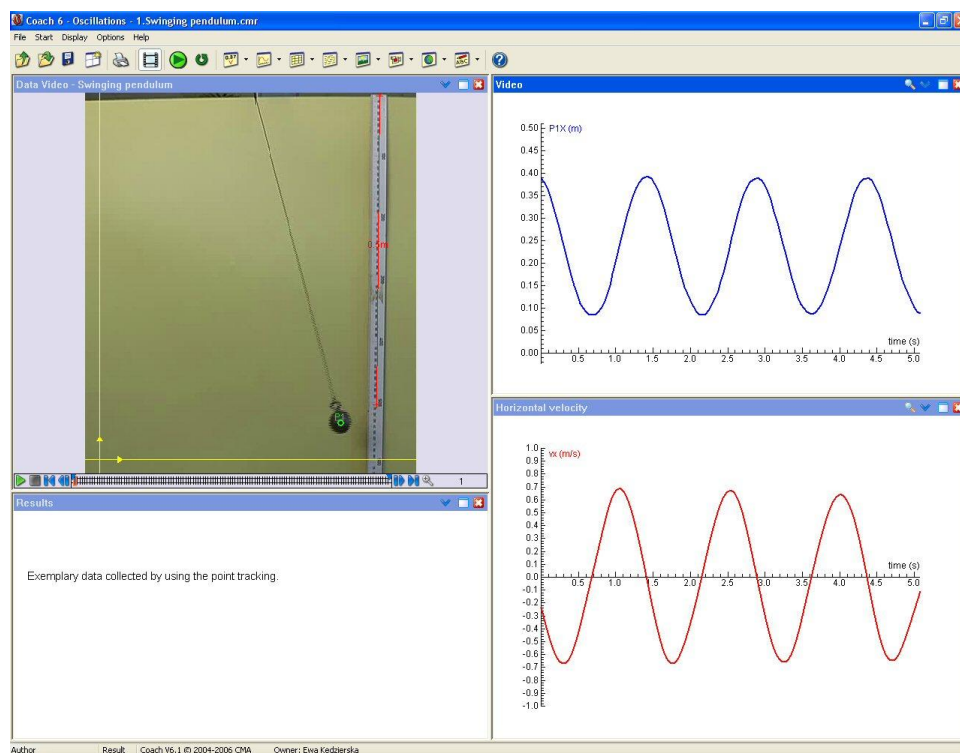 Coach 6 - Oscillations - 1.Swinging pendulum.cmr
File Start Display Options Help
Data Video - Swinging pendulum
0.5m
P1
1
Video
0.50 P1X (m)
0.45
0.40
0.35
0.30
0.25
0.20
0.15
0.10
0.05
0.00
time (s)
0.5 1.0 1.5 2.0 2.5 3.0 3.5 4.0 4.5 5.0
Results
Exemplary data collected by using the point tracking.
Horizontal velocity
1.0
0.9 vx (m/s)
0.8
0.7
0.6
0.5
0.4
0.3
0.2
0.1
0.0
time (s)
0.5 1.0 1.5 2.0 2.5 3.0 3.5 4.0 4.5 5.0
-0.1
-0.2
-0.3
-0.4
-0.5
-0.6
-0.7
-0.8
-0.9
-1.0
Author Result Coach V6.1 © 2004-2006 CMA Owner: Ewa Kedzierska